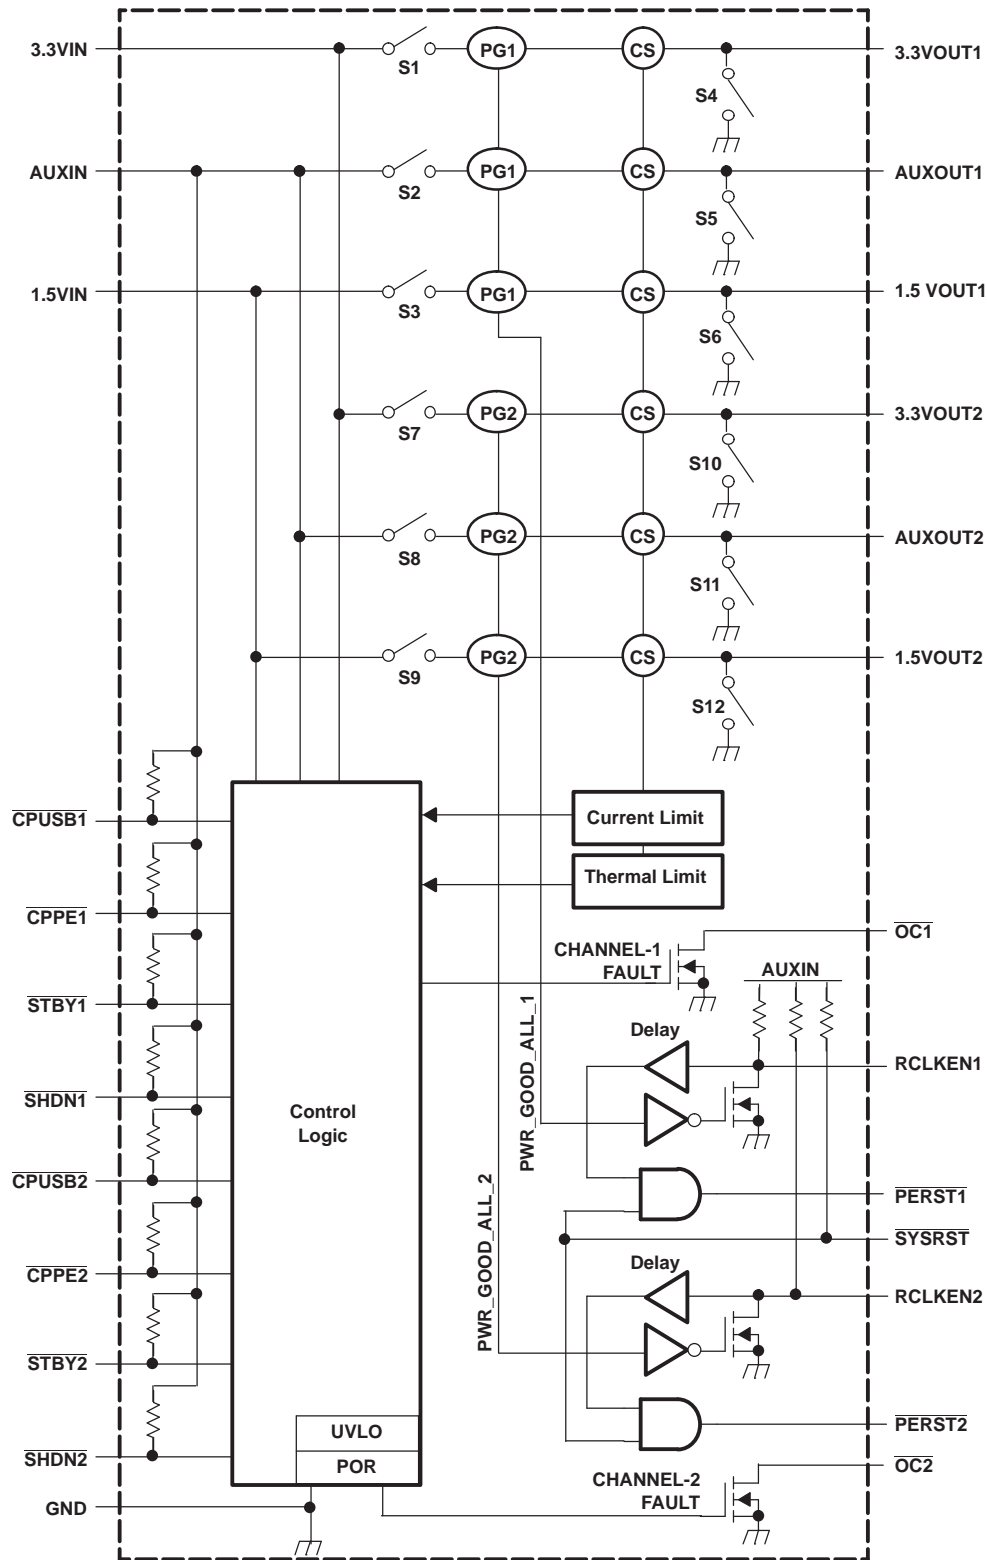 3.3VIN
S1
PG1
CS
3.3VOUT1
S4
AUXIN
S2
PG1
CS
AUXOUT1
S5
1.5VIN
S3
PG1
CS
1.5 VOUT1
S6
S7
PG2
CS
3.3VOUT2
S10
S8
PG2
CS
AUXOUT2
S11
S9
PG2
CS
1.5VOUT2
S12
CPUSB1
CPPE1
STBY1
SHDN1
CPUSB2
CPPE2
STBY2
SHDN2
GND
Control
Logic
UVLO
POR
Current Limit
Thermal Limit
CHANNEL-1
FAULT
OC1
AUXIN
PWR_GOOD_ALL_1
Delay
RCLKEN1
PERST1
SYSRST
PWR_GOOD_ALL_2
Delay
RCLKEN2
PERST2
CHANNEL-2
FAULT
OC2